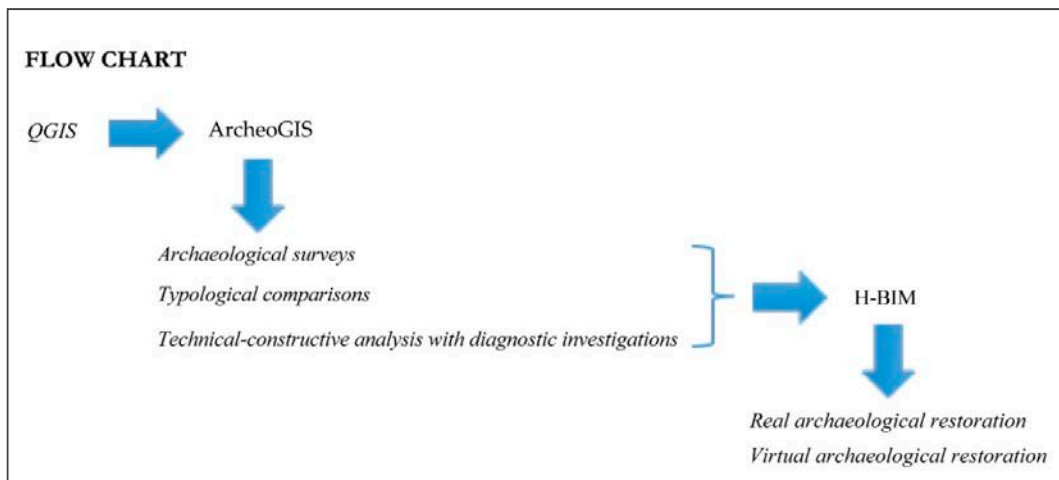 FLOW CHART
QGIS
ArcheoGIS
Archaeological surveys
Typological comparisons
Technical-constructive analysis with diagnostic investigations
H-BIM
Real archaeological restoration
Virtual archaeological restoration